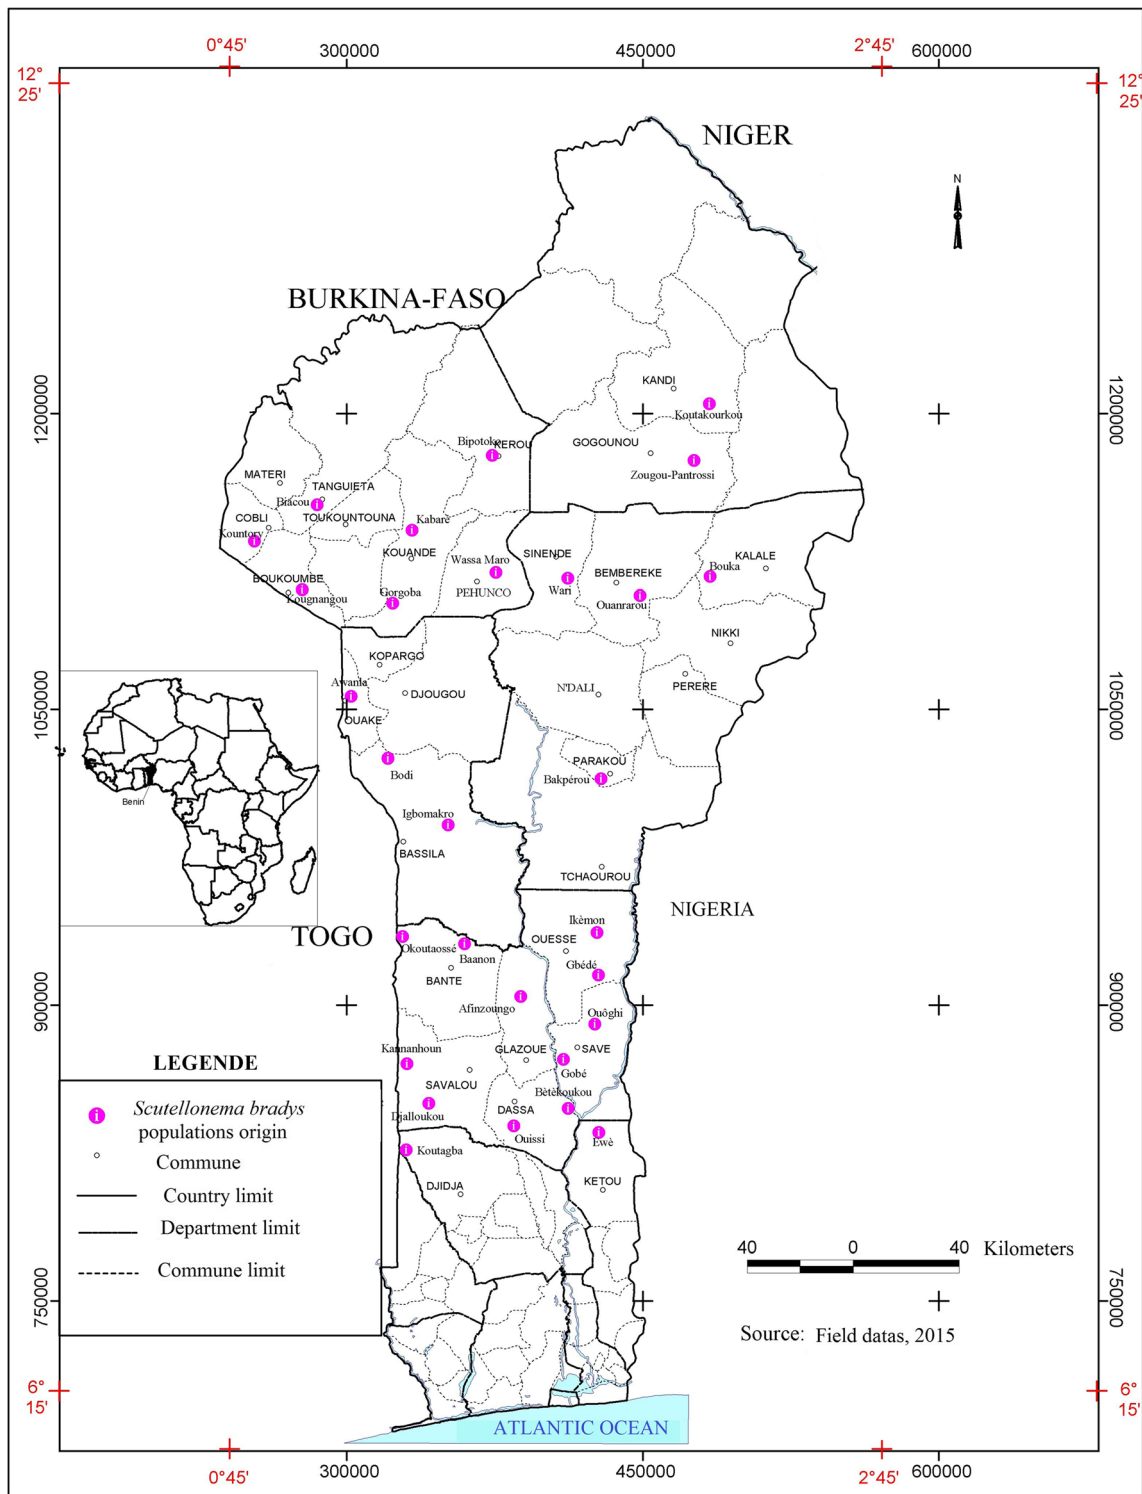 0°45'
300000
450000
2°45'
600000
12°
25'
12°
25'
NIGER
N
BURKINA-FASO
1200000
1200000
KANDI
Koutakourkou
GOGOUNOU
Zougou-Pantrossi
Bipotoko
KEROU
MATERI
TANGUIETA
Biacou
COBLI
TOUKOUNTOUNA
Kabare
Kountory
KOUANDE
Wassa Maro
SINENDE
KALALE
BEMBEREKE
Bouka
BOUKOUMBE
Kougnangou
Gorgoba
PEHUNCO
Wari
Ouanrarou
NIKKI
KOPARGO
Awanla
DJOUGOU
N'DALI
PERERE
OUAKE
1050000
1050000
PARAKOU
Bodi
Bakpérou
Benin
Igbomakro
BASSILA
TCHAOUROU
TOGO
NIGERIA
Ikèmon
Okoutaossé
Baanon
OUESSE
Gbédé
BANTE
Afinzoungo
Ouôghi
900000
900000
Kannanhoun
GLAZOUE
SAVE
SAVALOU
Gobé
Bètèkoukou
Djalloukou
DASSA
Ouissi
Ewè
Koutagba
DJIDJA
KETOU
LEGENDE
Scutellonema bradys
populations origin
Commune
Country limit
Department limit
Commune limit
40
0
40
Kilometers
750000
750000
Source: Field datas, 2015
6°
15'
6°
15'
ATLANTIC OCEAN
0°45'
300000
450000
2°45'
600000